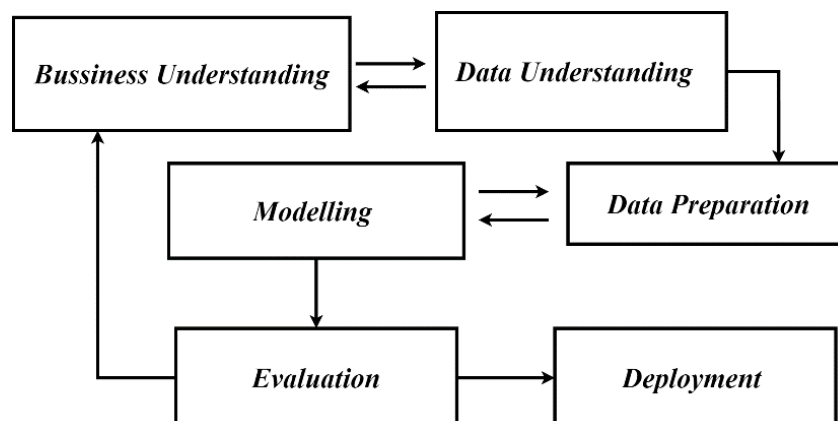 Bussiness Understanding
Data Understanding
Modelling
Data Preparation
Evaluation
Deployment